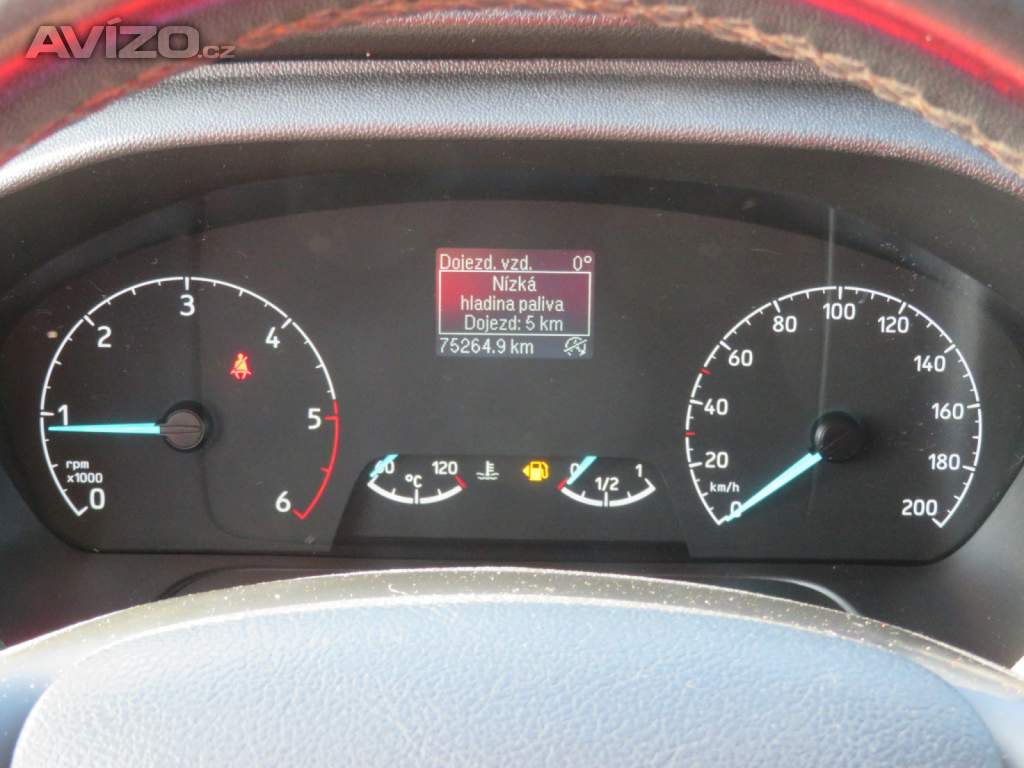 AVÍZO.cz
Dojezd. vzd. 0°
Nízká
hladina paliva
Dojezd: 5 km
75264.9 km
0 1 2 3 4 5 6
rpm
x1000
60 120
°C
0 1/2 1
0 20 40 60 80 100 120 140 160 180 200
km/h